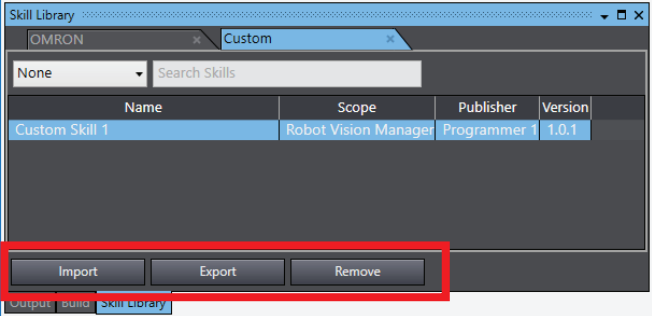 Skill Library
OMRON Custom
None Search Skills
Name Scope Publisher Version
Custom Skill 1 Robot Vision Manager Programmer 1 1.0.1
Import Export Remove
Output Build Skill Library